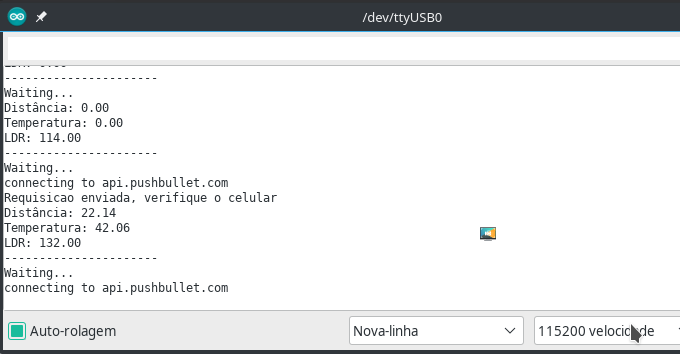 /dev/ttyUSB0
---------------------
Waiting...
Distância: 0.00
Temperatura: 0.00
LDR: 114.00
---------------------
Waiting...
connecting to api.pushbullet.com
Requisicao enviada, verifique o celular
Distância: 22.14
Temperatura: 42.06
LDR: 132.00
---------------------
Waiting...
connecting to api.pushbullet.com
Auto-rolagem
Nova-linha
115200 velocidade